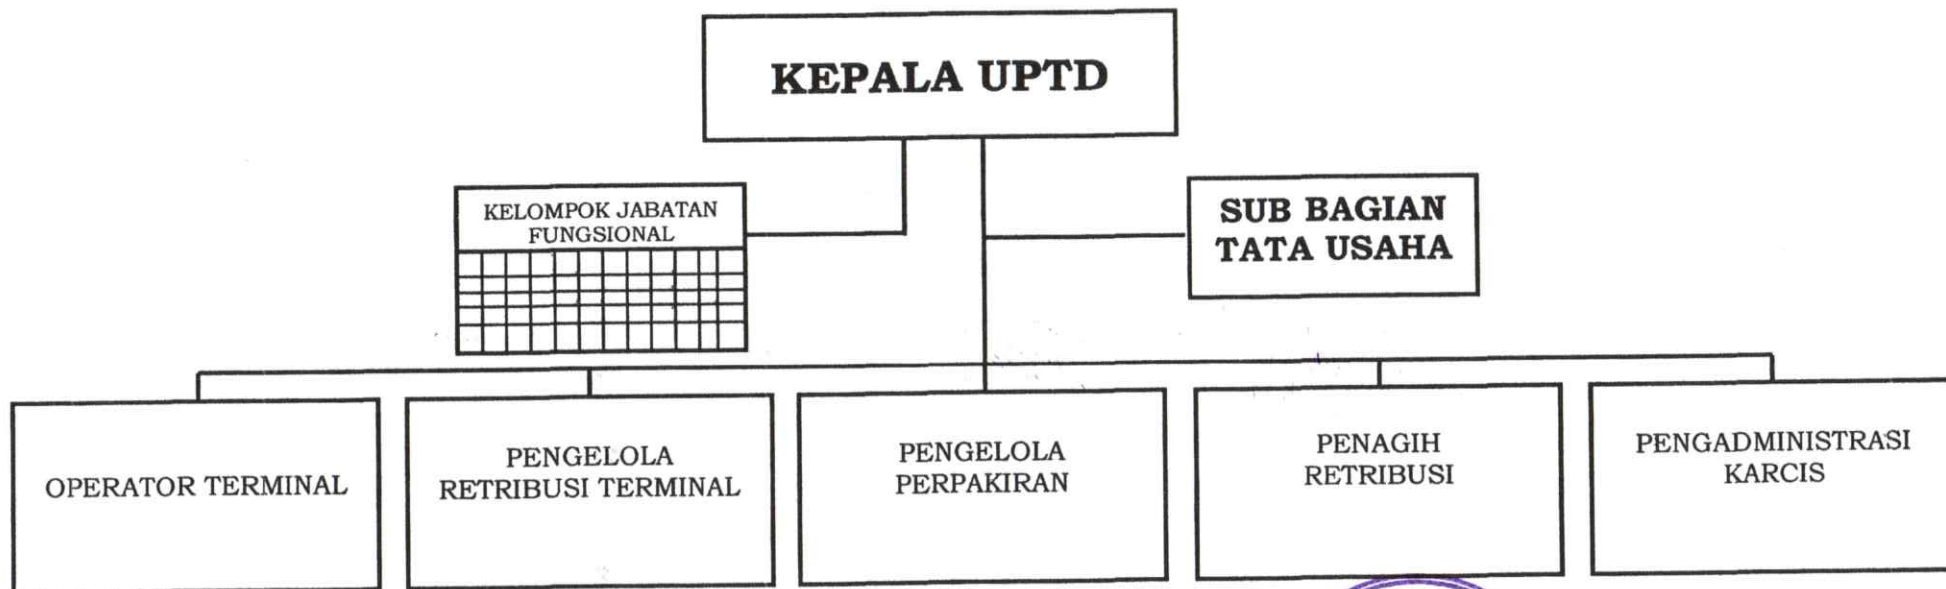 KEPALA UPTD
KELOMPOK JABATAN
FUNGSIONAL
SUB BAGIAN
TATA USAHA
OPERATOR TERMINAL
PENGELOLA
RETRIBUSI TERMINAL
PENGELOLA
PERPAKIRAN
PENAGIH
RETRIBUSI
PENGADMINISTRASI
KARCIS